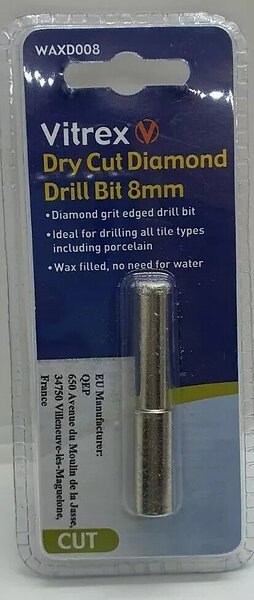 WAXD008
Vitrex V
Dry Cut Diamond
Drill Bit 8mm
• Diamond grit edged drill bit
• Ideal for drilling all tile types
including porcelain
• Wax filled, no need for water
EU Manufacturer:
QEP
650 Avenue du Moulin de la Jasse,
34750 Villeneuve-lès-Maguelone,
France
CUT